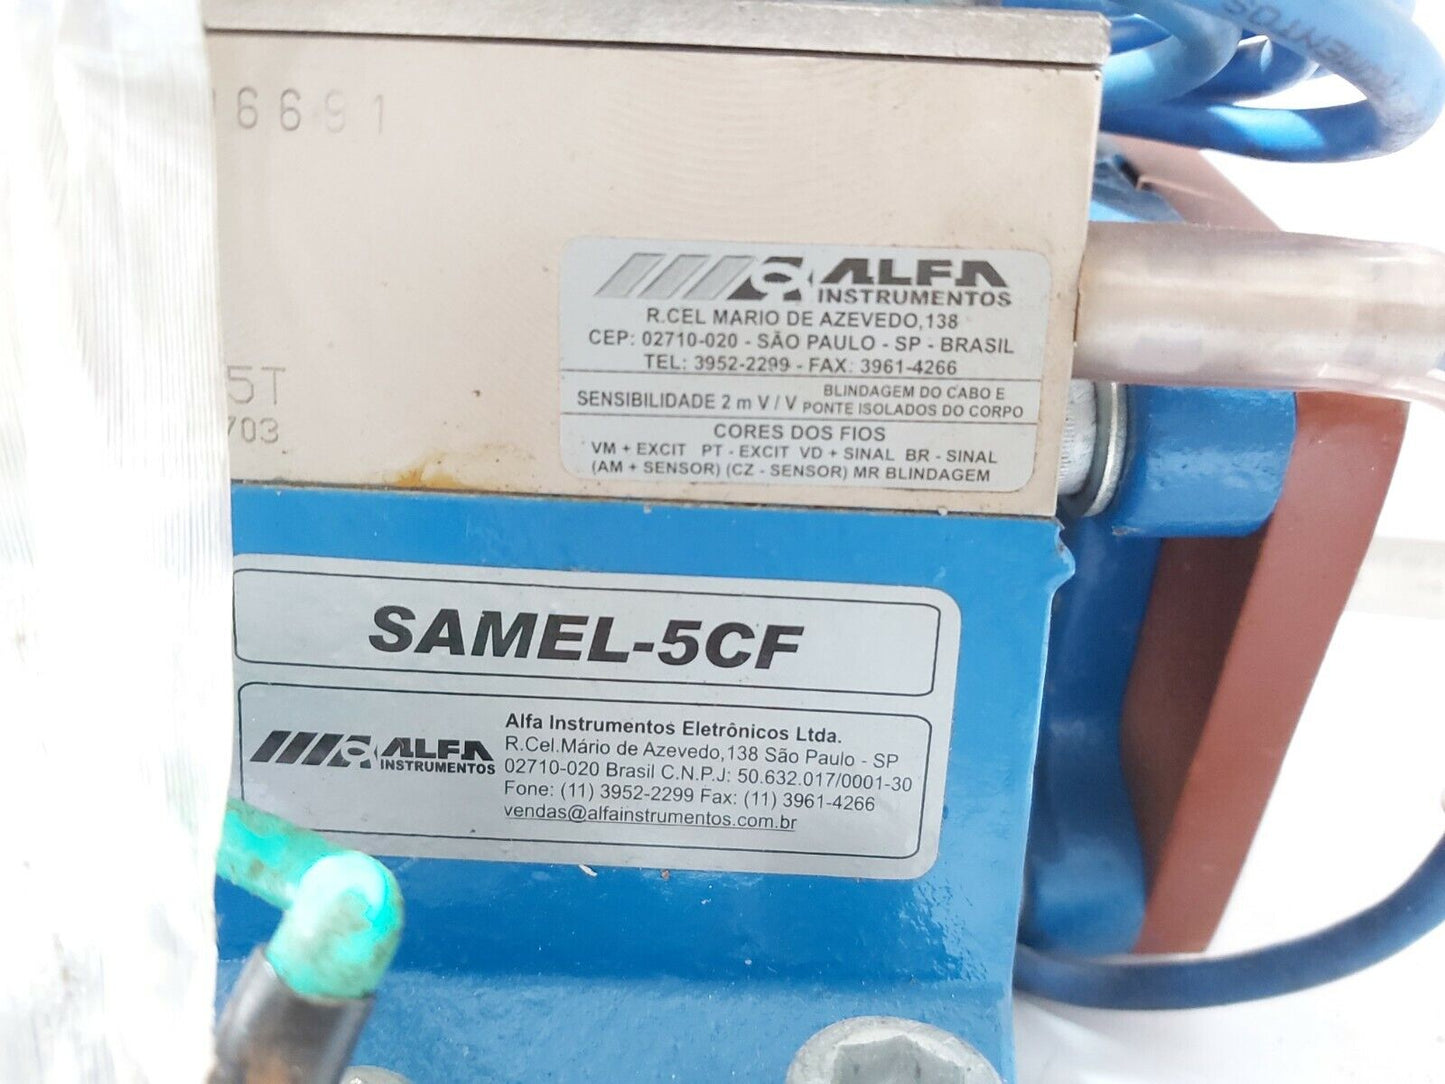 6691
ALFA
INSTRUMENTOS
R.CEL MARIO DE AZEVEDO,138
CEP: 02710-020 - SÃO PAULO - SP - BRASIL
TEL: 3952-2299 - FAX: 3961-4266
SENSIBILIDADE 2 m V / V
BLINDAGEM DO CABO E
PONTE ISOLADOS DO CORPO
CORES DOS FIOS
VM + EXCIT PT - EXCIT VD + SINAL BR - SINAL
(AM + SENSOR) (CZ - SENSOR) MR BLINDAGEM
5T
703
SAMEL-5CF
ALFA
INSTRUMENTOS
Alfa Instrumentos Eletrônicos Ltda.
R.Cel.Mário de Azevedo,138 São Paulo - SP
02710-020 Brasil C.N.P.J: 50.632.017/0001-30
Fone: (11) 3952-2299 Fax: (11) 3961-4266
vendas@alfainstrumentos.com.br